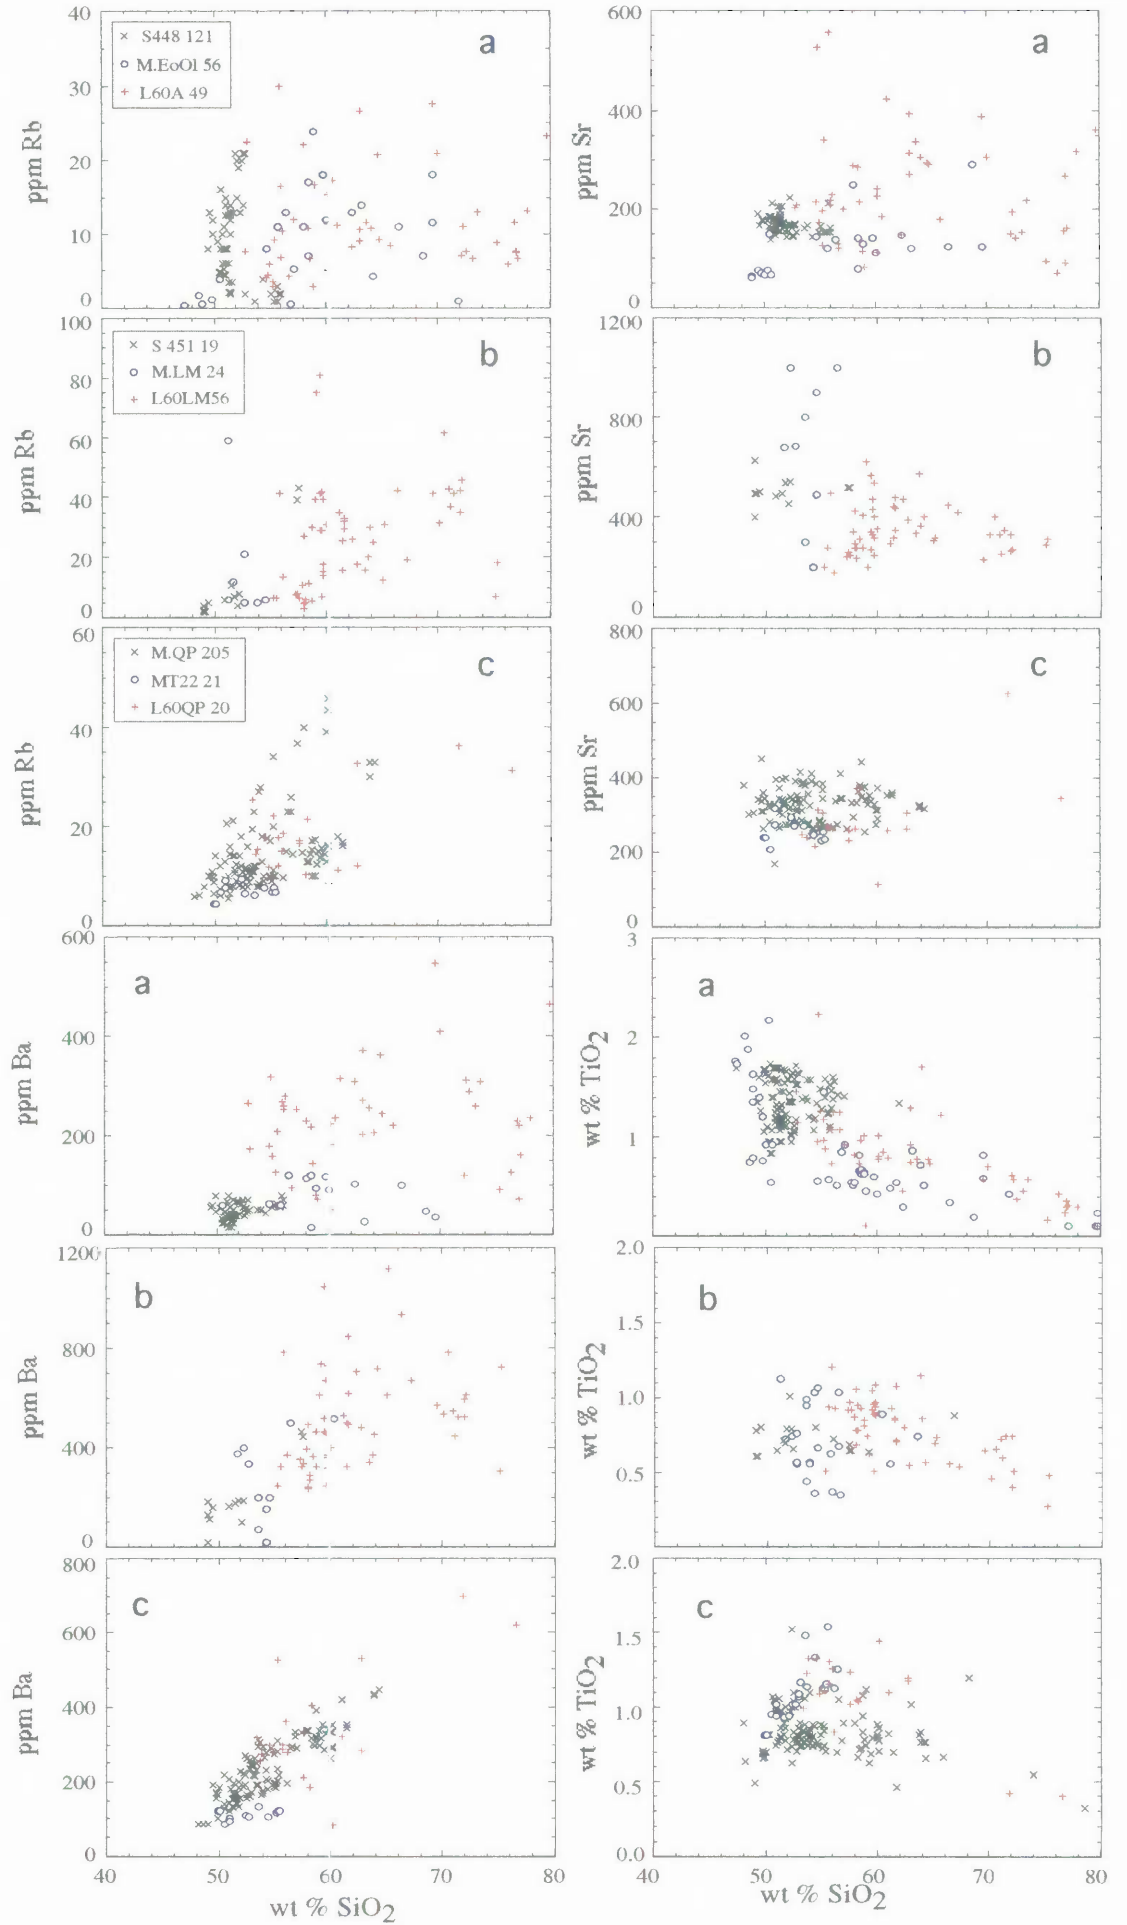 40
30
20
10
0
ppm Rb
S448 121
M.EoOl 56
L60A 49
a
600
400
200
0
ppm Sr
a
100
80
60
40
20
0
ppm Rb
S 451 19
M.LM 24
L60LM56
b
1200
800
400
0
ppm Sr
b
60
40
20
0
ppm Rb
M.QP 205
MT22 21
L60QP 20
c
800
600
400
200
0
ppm Sr
c
600
400
200
0
ppm Ba
a
3
2
1
wt % TiO2
a
1200
800
400
0
ppm Ba
b
2.0
1.5
1.0
0.5
wt % TiO2
b
800
600
400
200
0
ppm Ba
c
40 50 60 70 80
wt % SiO2
2.0
1.5
1.0
0.5
0.0
wt % TiO2
c
40 50 60 70 80
wt % SiO2